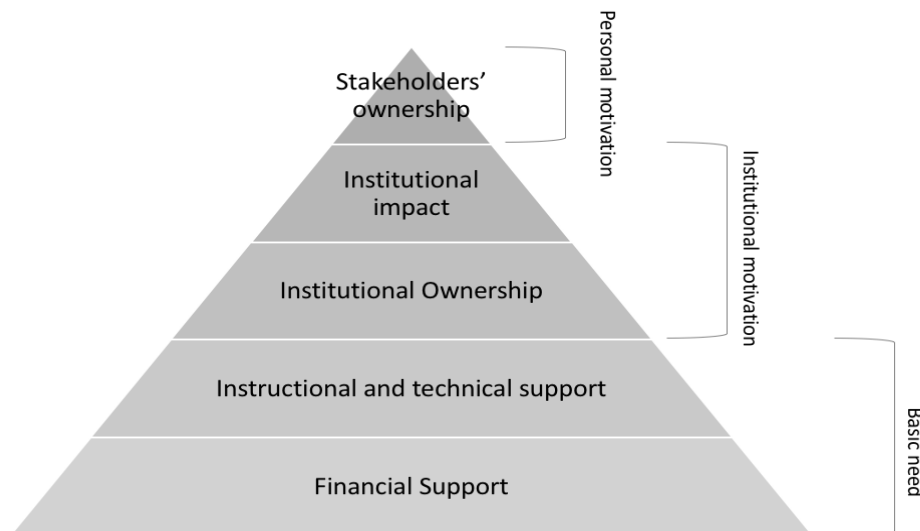 Stakeholders’
ownership
Institutional
impact
Institutional Ownership
Instructional and technical support
Financial Support
Personal motivation
Institutional motivation
Basic need